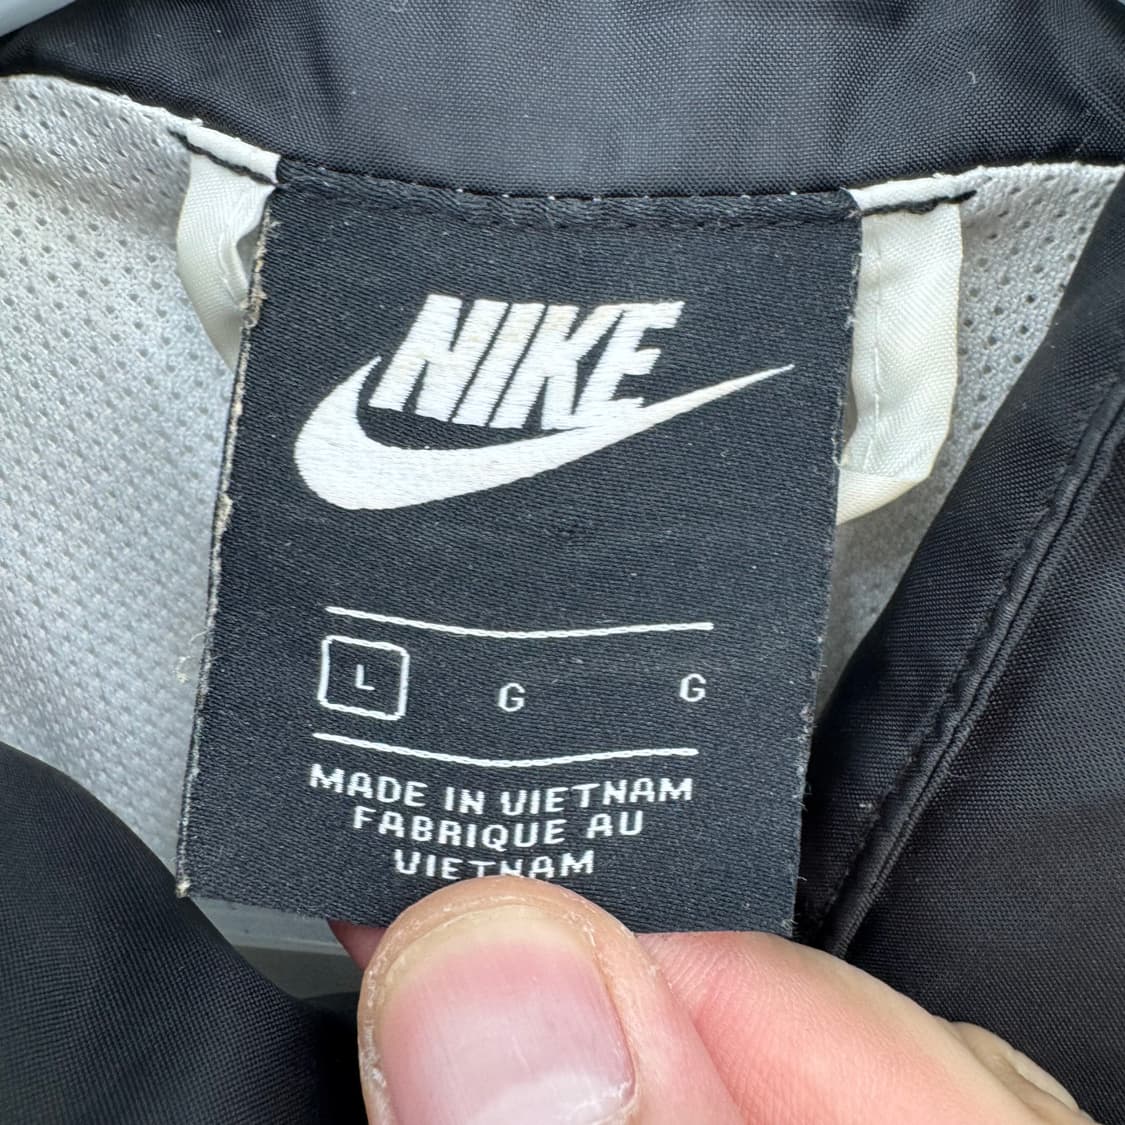 NIKE
L G G
MADE IN VIETNAM
FABRIQUE AU
VIETNAM